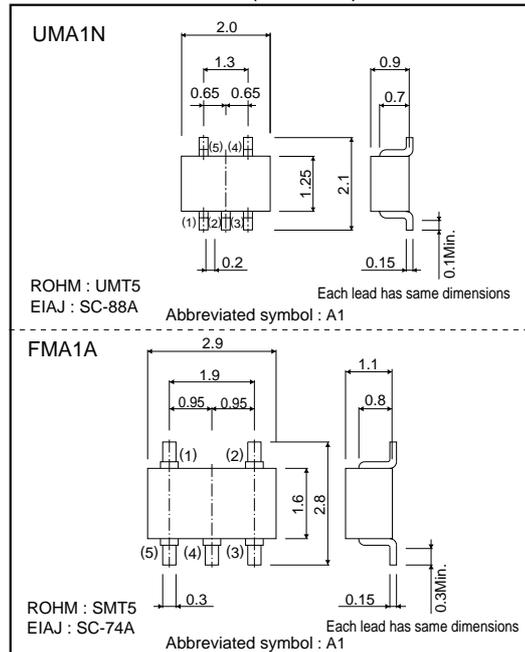 UMA1N
2.0
1.3
0.65 0.65
0.9
0.7
(5) (4)
1.25
2.1
(1) (2) (3)
0.2
0.15
0.1Min.
Each lead has same dimensions
ROHM : UMT5
EIAJ : SC-88A
Abbreviated symbol : A1
FMA1A
2.9
1.9
0.95 0.95
1.1
0.8
(1) (2)
1.6
2.8
(5) (4) (3)
0.3
0.15
0.3Min.
Each lead has same dimensions
ROHM : SMT5
EIAJ : SC-74A
Abbreviated symbol : A1